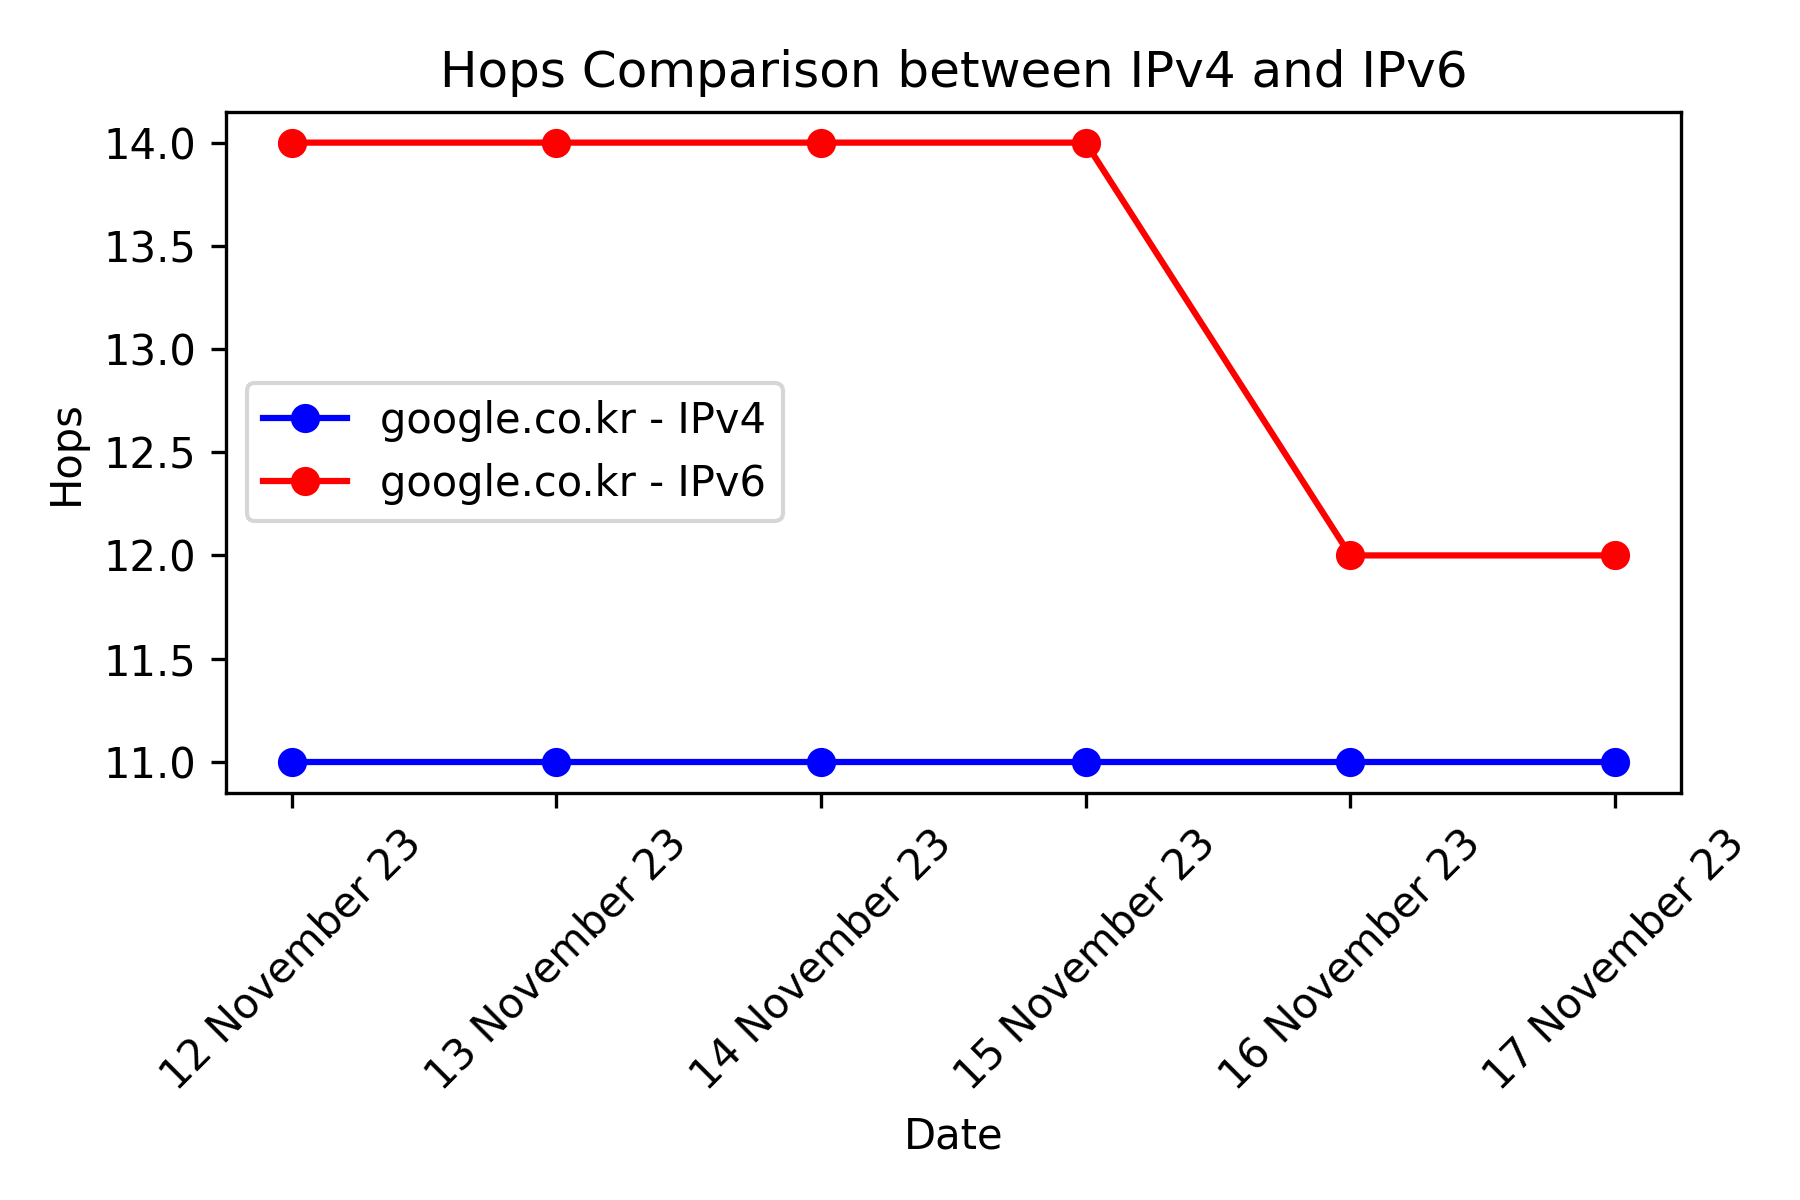 Hops Comparison between IPv4 and IPv6
14.0
13.5
13.0
12.5
12.0
11.5
11.0
Hops
google.co.kr - IPv4
google.co.kr - IPv6
12 November 23
13 November 23
14 November 23
15 November 23
16 November 23
17 November 23
Date